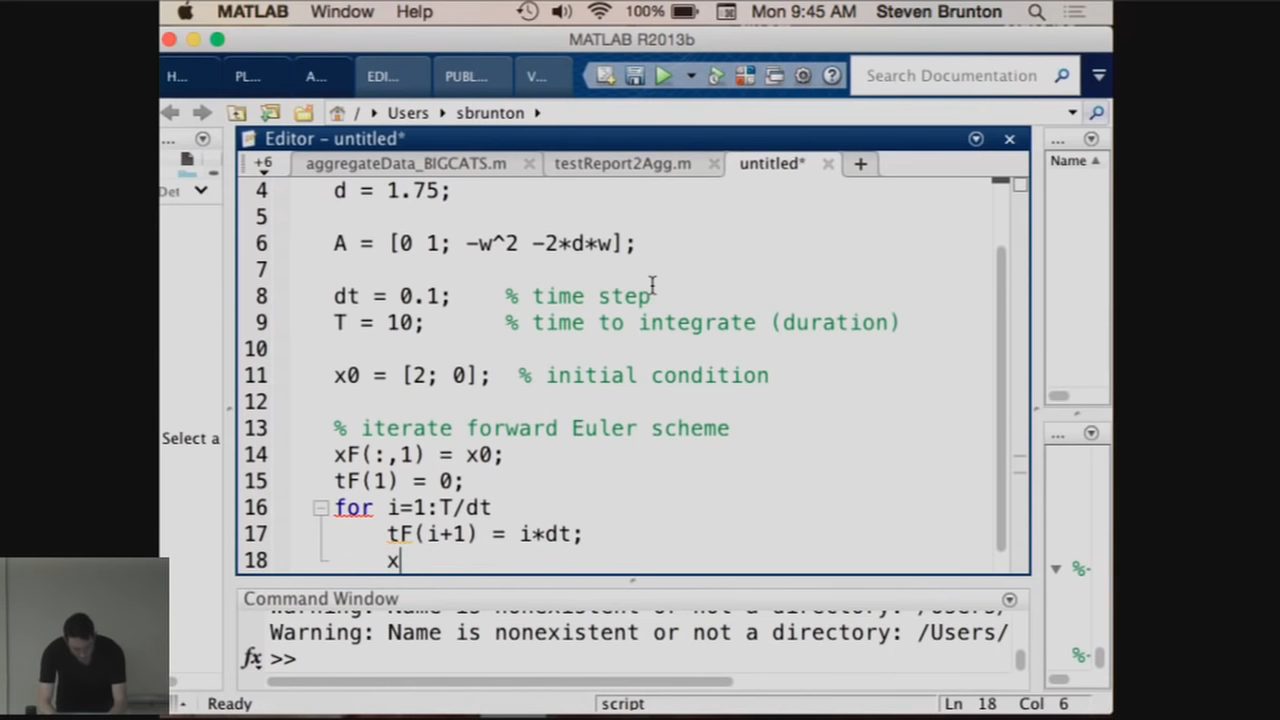 MATLAB Window Help 100% Mon 9:45 AM Steven Brunton
MATLAB R2013b
H... PL... A... EDI... PUBL... V... Search Documentation
/ Users sbrunton
... Editor – untitled* ...
+6 aggregateData_BIGCATS.m testReport2Agg.m untitled* + Name
Det
4 d = 1.75;
5
6 A = [0 1; -w^2 -2*d*w];
7
8 dt = 0.1; % time step
9 T = 10; % time to integrate (duration)
10
11 x0 = [2; 0]; % initial condition
12
13 % iterate forward Euler scheme
14 xF(:,1) = x0;
15 tF(1) = 0;
16 for i=1:T/dt
17 tF(i+1) = i*dt;
18 x
Select a
...
%-
%-
Command Window
Warning: Name is nonexistent or not a directory: /Users/
Warning: Name is nonexistent or not a directory: /Users/
fx >>
Ready script Ln 18 Col 6